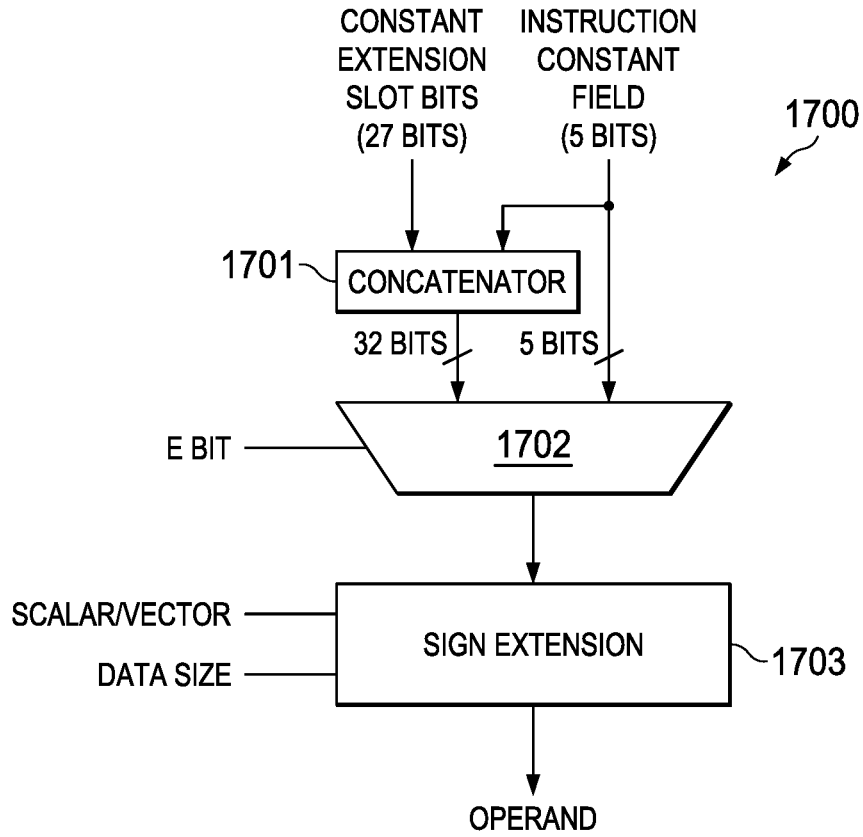 CONSTANT
EXTENSION
SLOT BITS
(27 BITS)
INSTRUCTION
CONSTANT
FIELD
(5 BITS)
1700
1701
CONCATENATOR
32 BITS
5 BITS
E BIT
1702
SCALAR/VECTOR
DATA SIZE
SIGN EXTENSION
1703
OPERAND